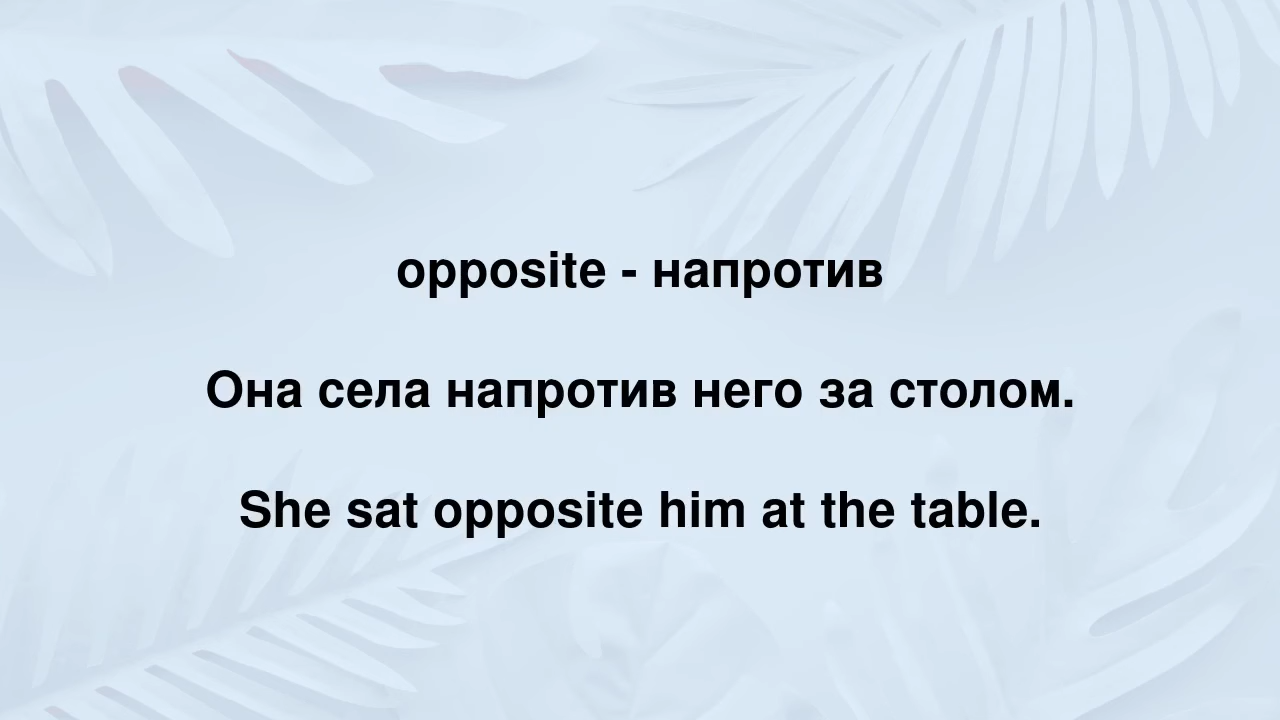 opposite - напротив
Она села напротив него за столом.
She sat opposite him at the table.